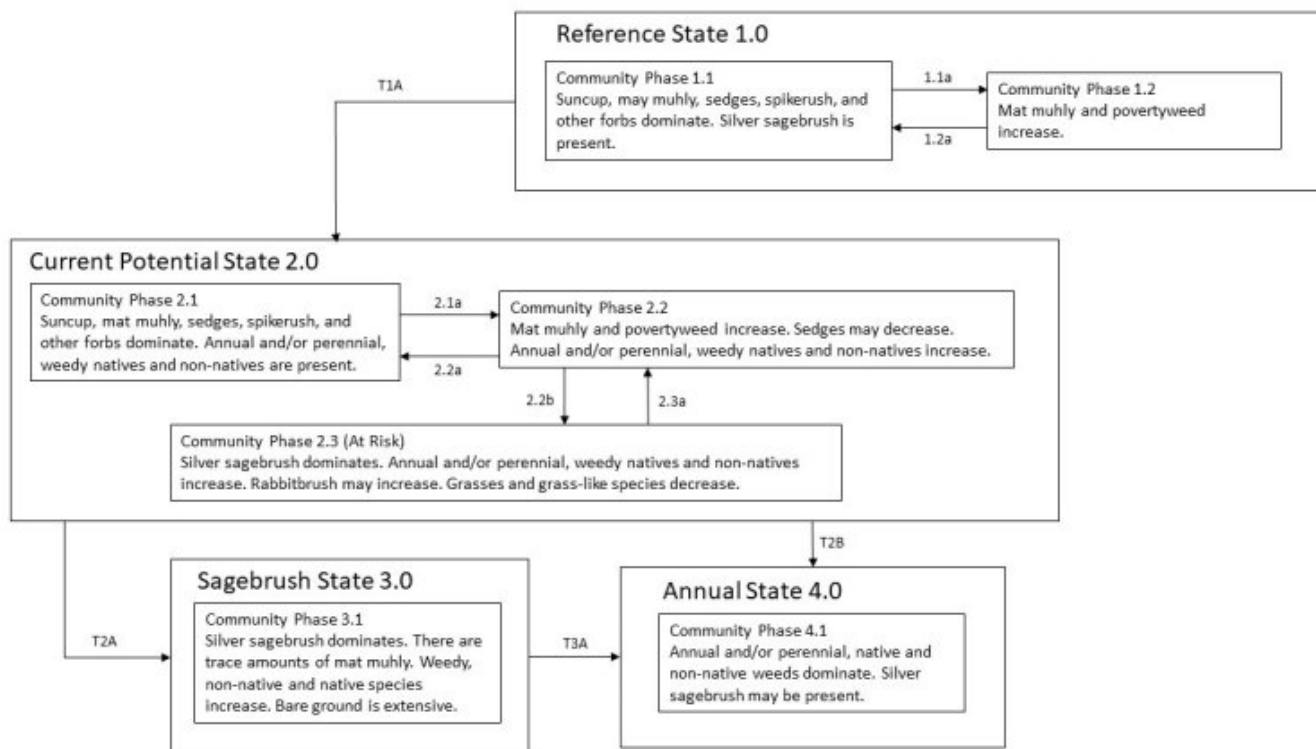 Reference State 1.0
Community Phase 1.1
Suncup, may muhly, sedges, spikerush, and
other forbs dominate. Silver sagebrush is
present.
1.1a
1.2a
Community Phase 1.2
Mat muhly and povertyweed
increase.
T1A
Current Potential State 2.0
Community Phase 2.1
Suncup, mat muhly, sedges, spikerush, and
other forbs dominate. Annual and/or perennial,
weedy natives and non-natives are present.
2.1a
2.2a
Community Phase 2.2
Mat muhly and povertyweed increase. Sedges may decrease.
Annual and/or perennial, weedy natives and non-natives increase.
2.2b
2.3a
Community Phase 2.3 (At Risk)
Silver sagebrush dominates. Annual and/or perennial, weedy natives and non-natives
increase. Rabbitbrush may increase. Grasses and grass-like species decrease.
T2A
T2B
Sagebrush State 3.0
Community Phase 3.1
Silver sagebrush dominates. There are
trace amounts of mat muhly. Weedy,
non-native and native species
increase. Bare ground is extensive.
T3A
Annual State 4.0
Community Phase 4.1
Annual and/or perennial, native and
non-native weeds dominate. Silver
sagebrush may be present.